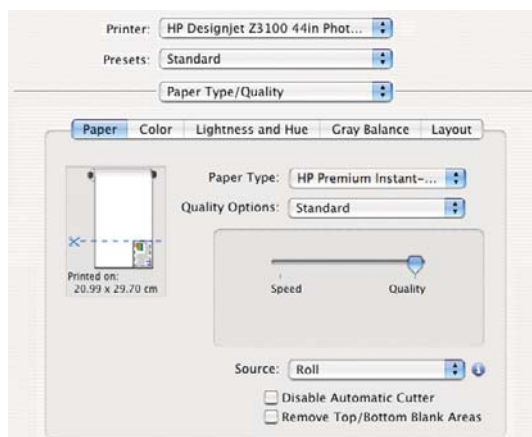 Printer: HP Designjet Z3100 44in Phot...
Presets: Standard
Paper Type/Quality
Paper Color Lightness and Hue Gray Balance Layout
Paper Type: HP Premium Instant-...
Quality Options: Standard
Printed on:
20.99 x 29.70 cm
Speed Quality
Source: Roll
Disable Automatic Cutter
Remove Top/Bottom Blank Areas